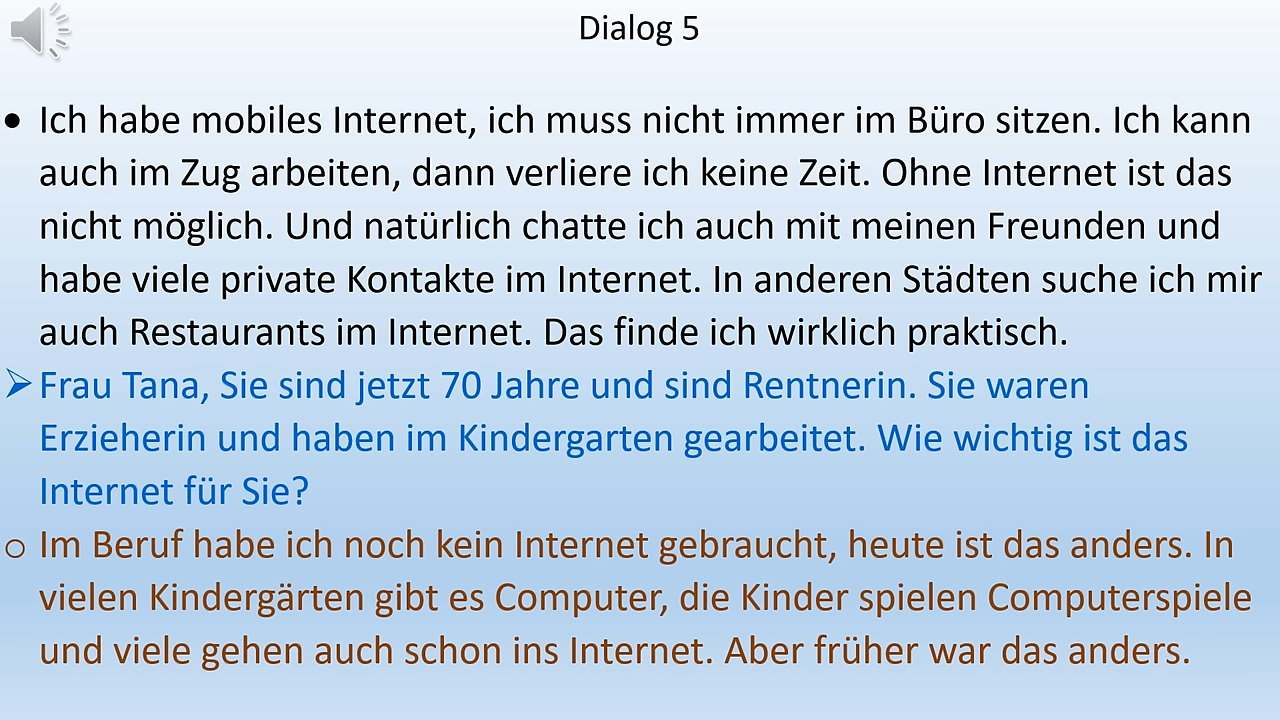 Dialog 5
• Ich habe mobiles Internet, ich muss nicht immer im Büro sitzen. Ich kann
auch im Zug arbeiten, dann verliere ich keine Zeit. Ohne Internet ist das
nicht möglich. Und natürlich chatte ich auch mit meinen Freunden und
habe viele private Kontakte im Internet. In anderen Städten suche ich mir
auch Restaurants im Internet. Das finde ich wirklich praktisch.
➢ Frau Tana, Sie sind jetzt 70 Jahre und sind Rentnerin. Sie waren
Erzieherin und haben im Kindergarten gearbeitet. Wie wichtig ist das
Internet für Sie?
o Im Beruf habe ich noch kein Internet gebraucht, heute ist das anders. In
vielen Kindergärten gibt es Computer, die Kinder spielen Computerspiele
und viele gehen auch schon ins Internet. Aber früher war das anders.